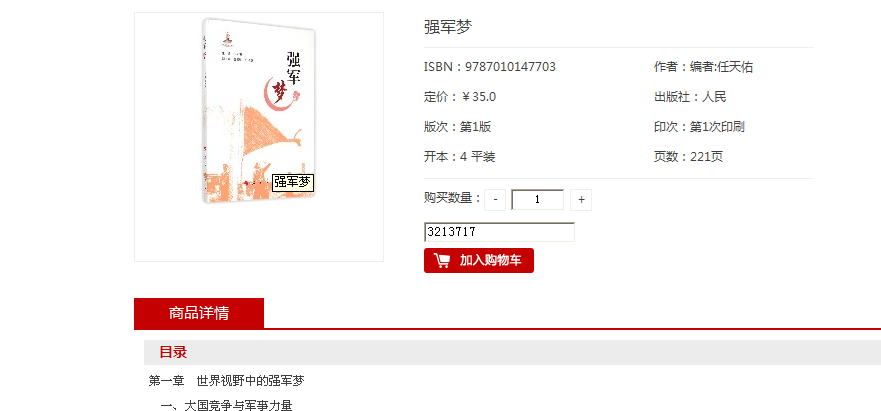 强军梦
强军梦
强军梦
ISBN：9787010147703
作者：编者:任天佑
定价：￥35.0
出版社：人民
版次：第1版
印次：第1次印刷
开本：4 平装
页数：221页
购买数量：
-
1
+
3213717
加入购物车
商品详情
目录
第一章 世界视野中的强军梦
一、大国竞争与军事力量